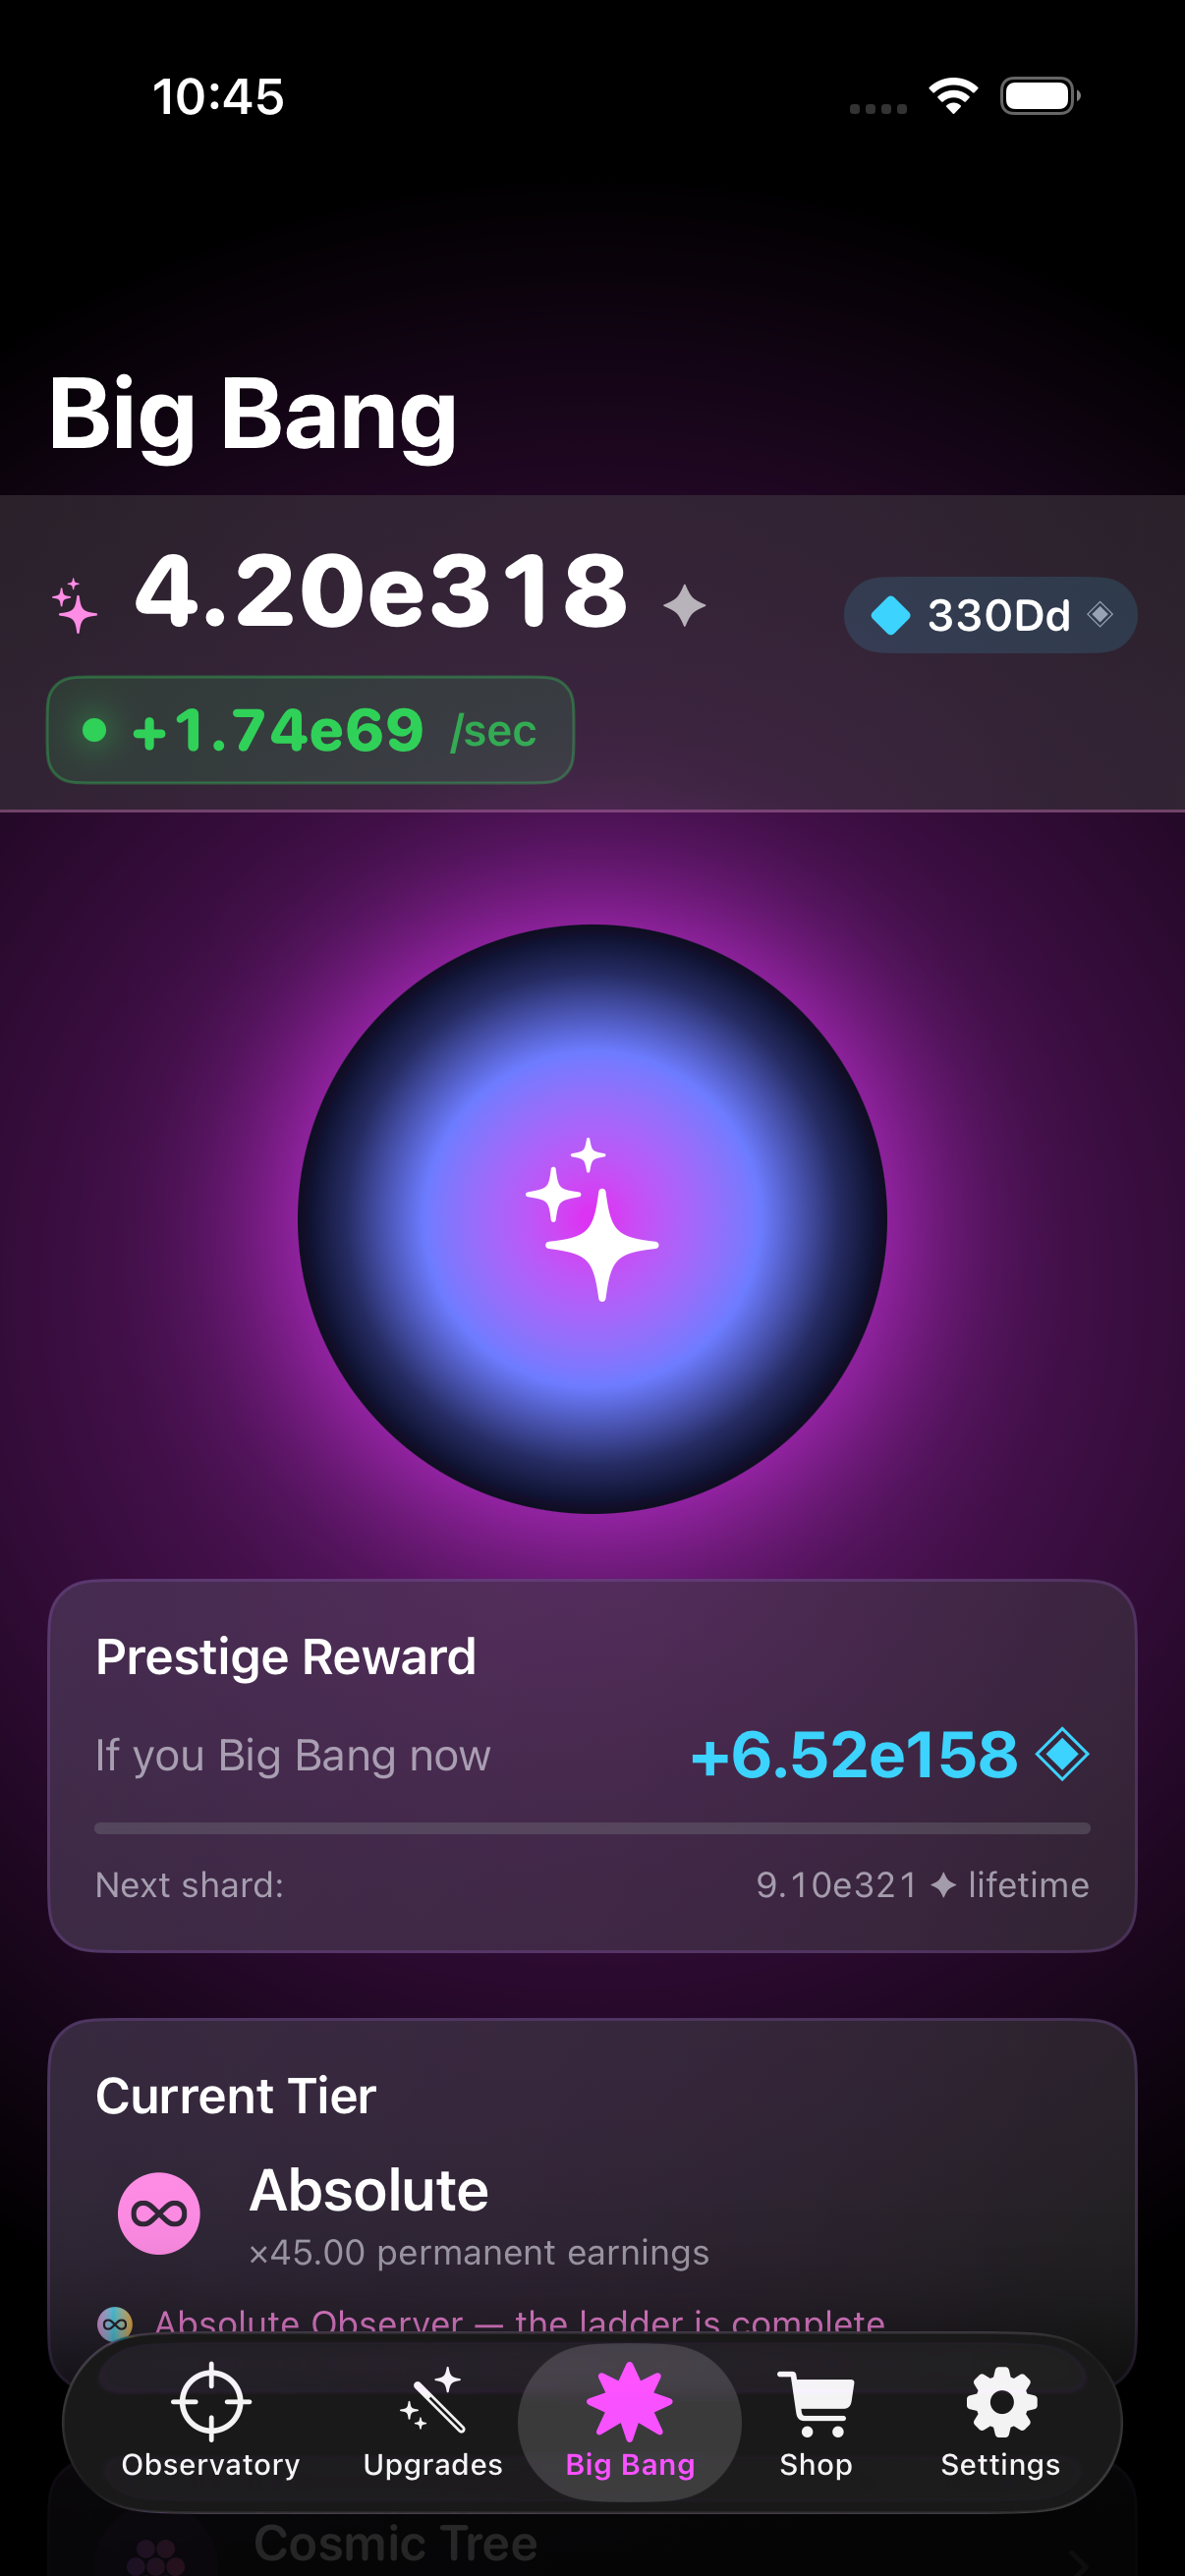 10:45
Big Bang
4.20e318
330Dd
+1.74e69 /sec
Prestige Reward
If you Big Bang now +6.52e158
Next shard: 9.10e321 ✦ lifetime
Current Tier
Absolute
×45.00 permanent earnings
Absolute Observer — the ladder is complete
Observatory Upgrades Big Bang Shop Settings
Cosmic Tree